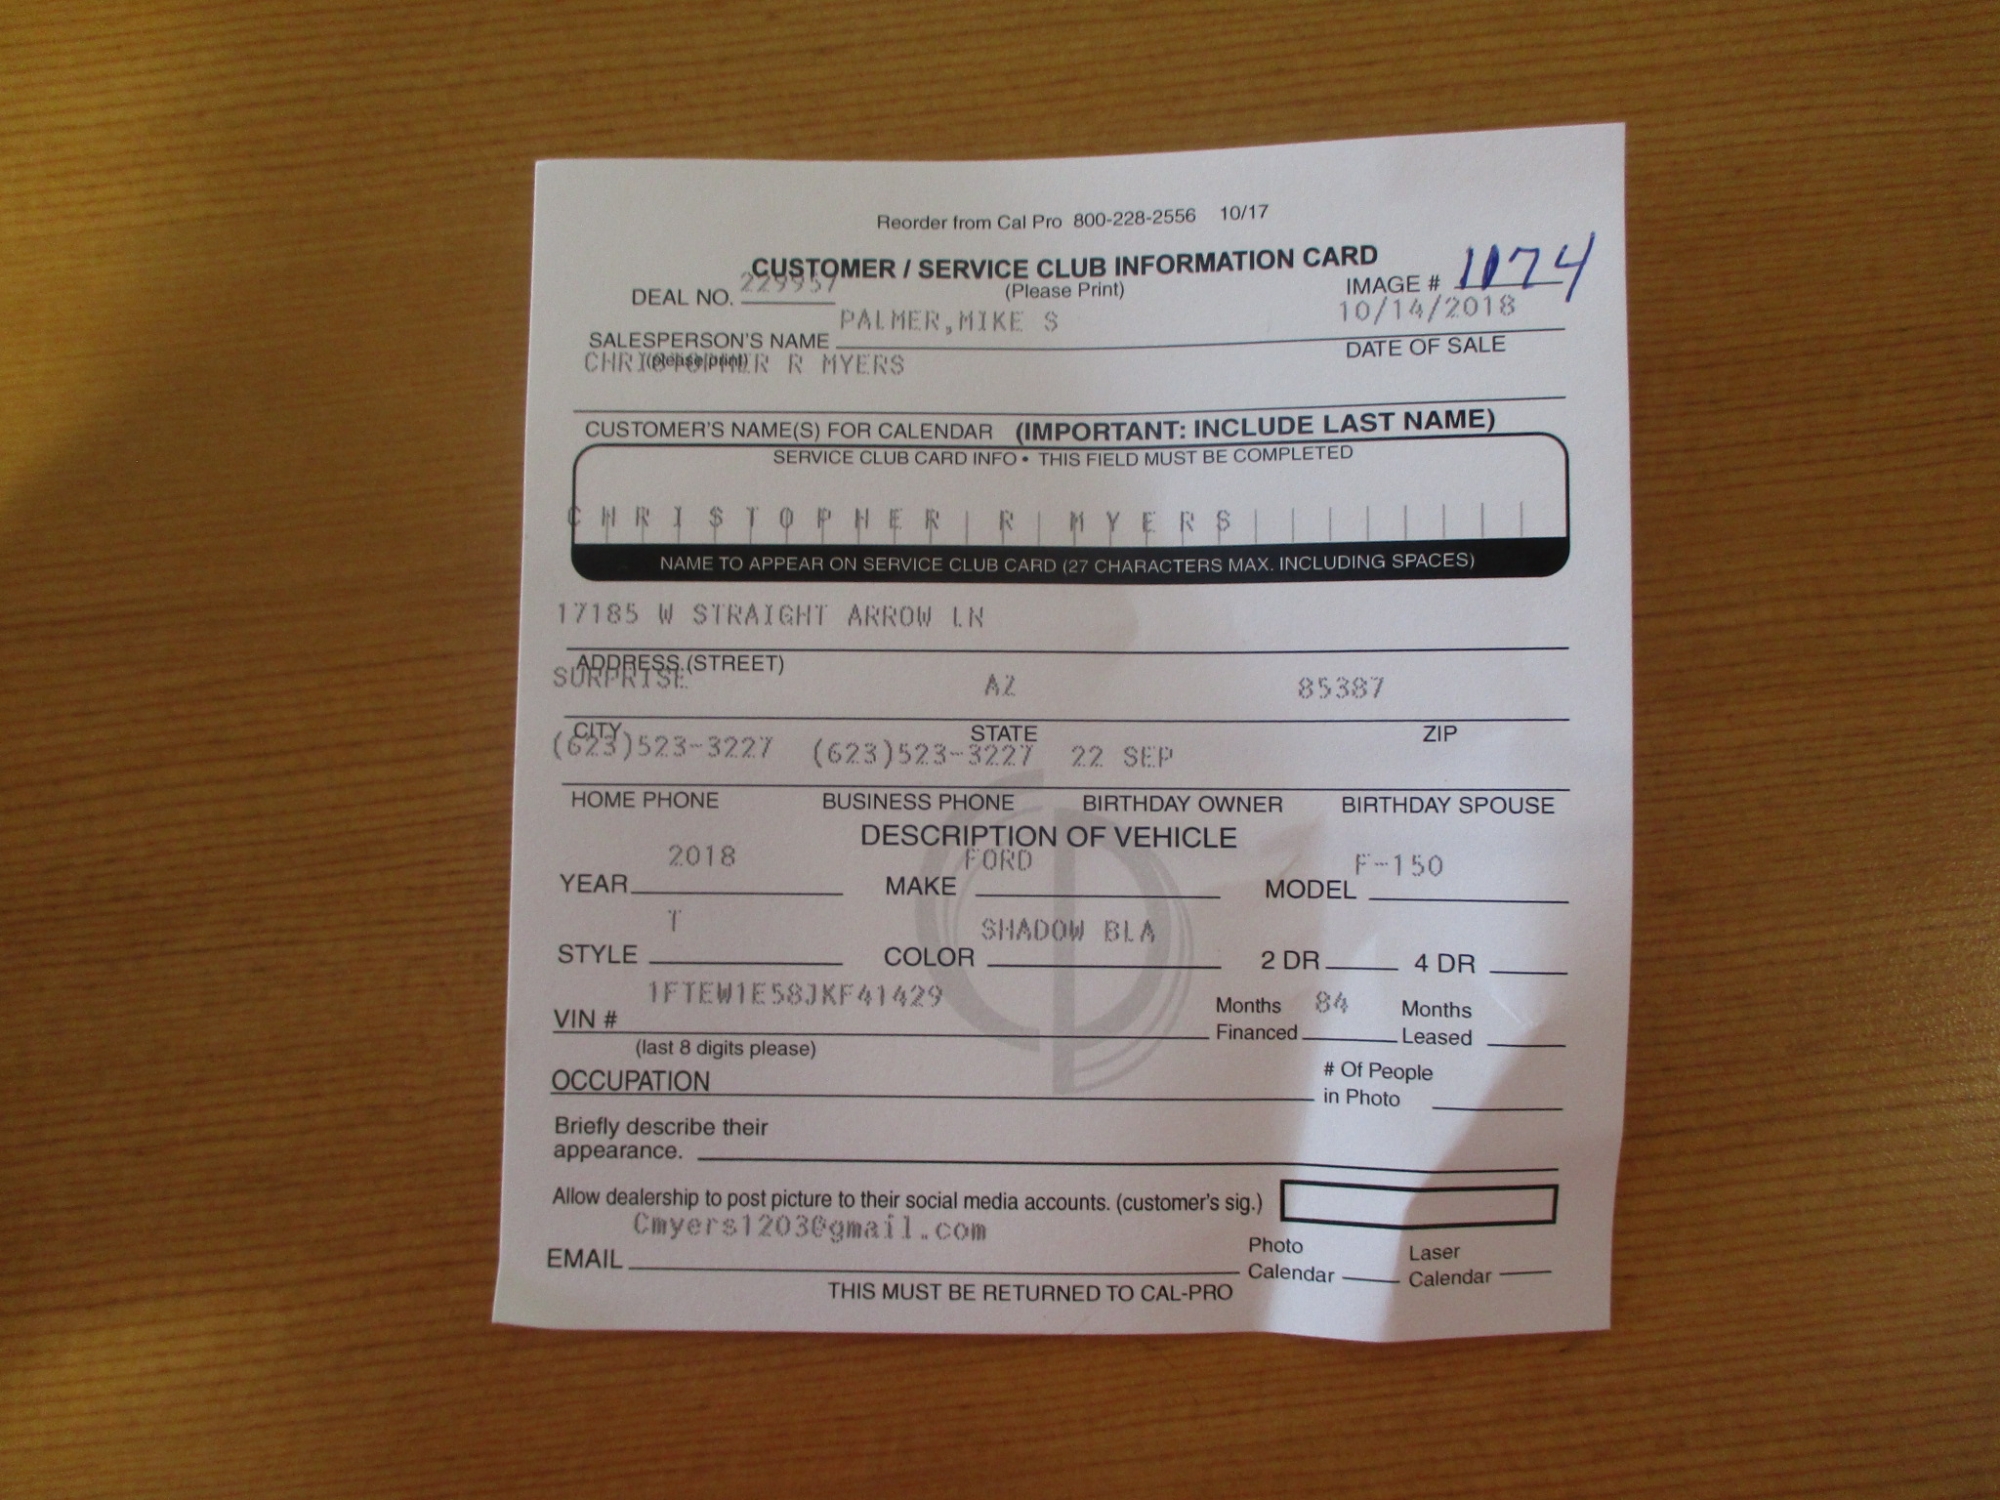 Reorder from Cal Pro 800-228-2556 10/17
CUSTOMER / SERVICE CLUB INFORMATION CARD
(Please Print)
DEAL NO. 229957
IMAGE # 1174
PALMER,MIKE S 10/14/2018
SALESPERSON'S NAME DATE OF SALE
(please print)
CHRISTOPHER R MYERS
CUSTOMER'S NAME(S) FOR CALENDAR (IMPORTANT: INCLUDE LAST NAME)
SERVICE CLUB CARD INFO • THIS FIELD MUST BE COMPLETED
CHRISTOPHER R MYERS
NAME TO APPEAR ON SERVICE CLUB CARD (27 CHARACTERS MAX. INCLUDING SPACES)
17185 W STRAIGHT ARROW LN
ADDRESS (STREET)
SURPRISE AZ 85387
CITY STATE ZIP
(623)523-3227 (623)523-3227 22 SEP
HOME PHONE BUSINESS PHONE BIRTHDAY OWNER BIRTHDAY SPOUSE
DESCRIPTION OF VEHICLE
2018 FORD F-150
YEAR MAKE MODEL
T SHADOW BLA
STYLE COLOR 2 DR 4 DR
1FTEW1E58JKF41429
VIN # Months Financed 84 Months Leased
(last 8 digits please)
OCCUPATION # Of People in Photo
Briefly describe their
appearance.
Allow dealership to post picture to their social media accounts. (customer's sig.)
Cmyers1203@gmail.com
EMAIL Photo Calendar Laser Calendar
THIS MUST BE RETURNED TO CAL-PRO